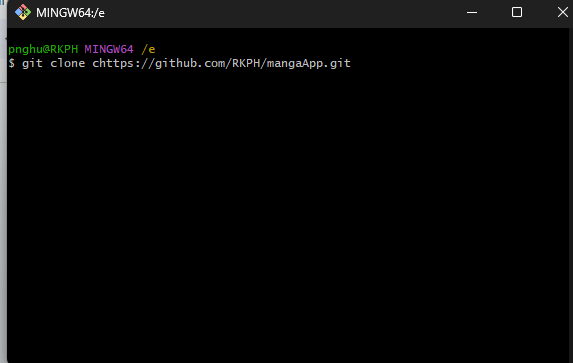 MINGW64:/e
pnghu@RKPH MINGW64 /e
$ git clone chttps://github.com/RKPH/mangaApp.git